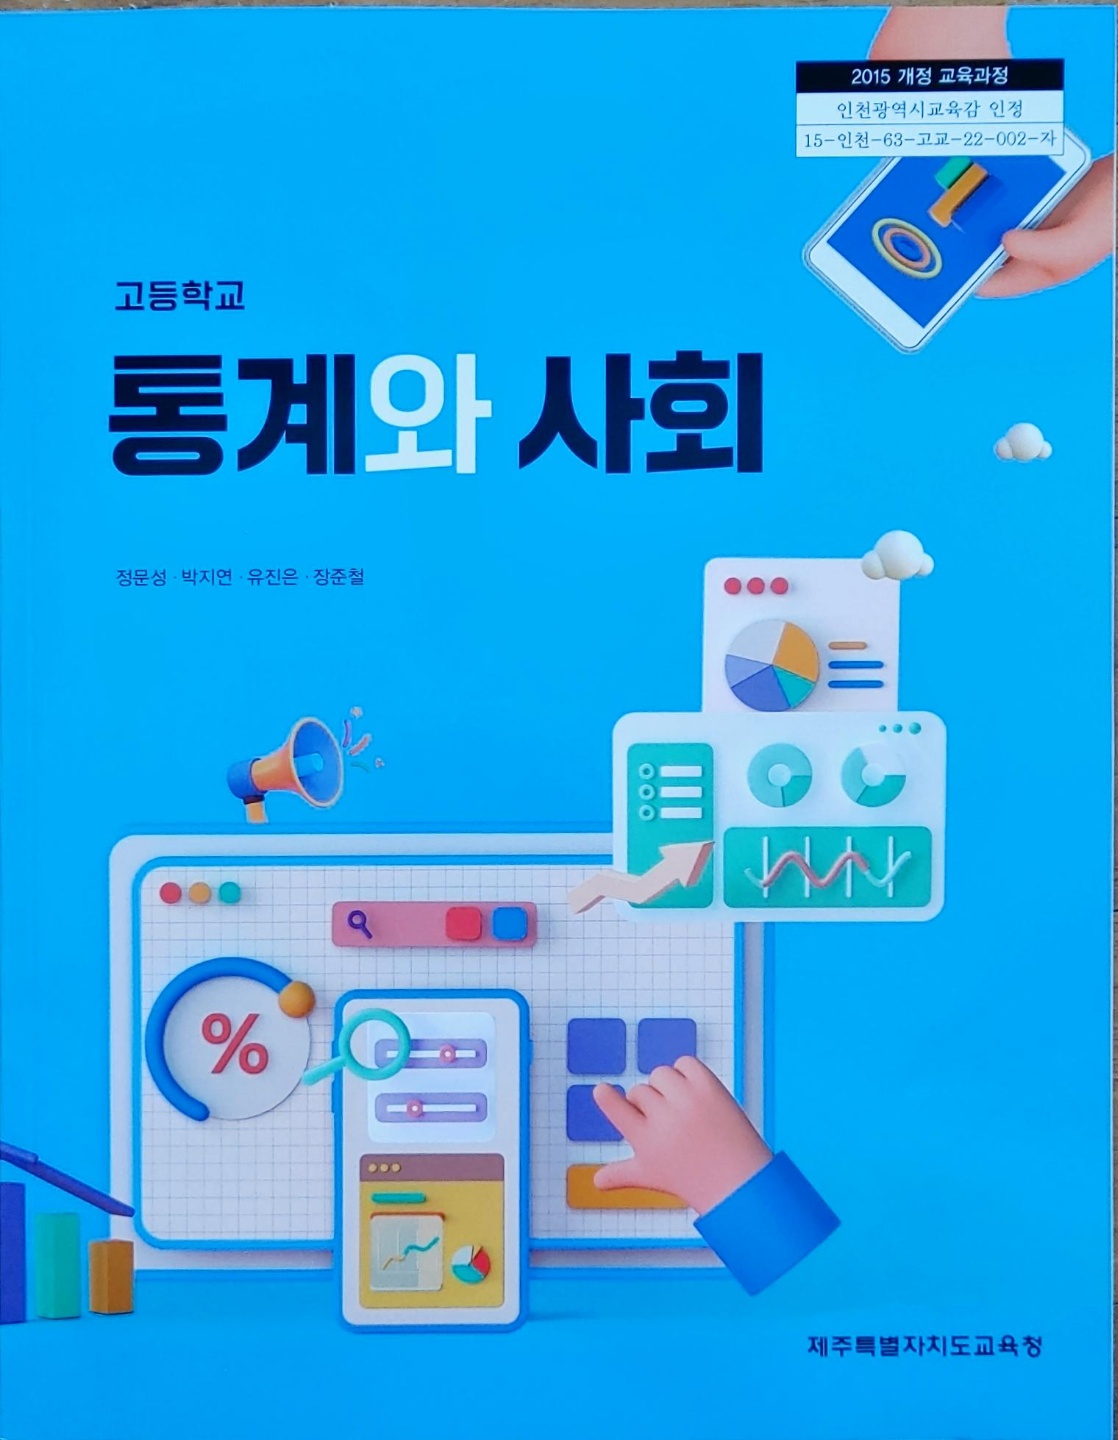 2015 개정 교육과정
인천광역시교육감 인정
15-인천-63-고교-22-002-자
고등학교
통계와 사회
정문성·박지연·유진은·장준철
%
제주특별자치도교육청